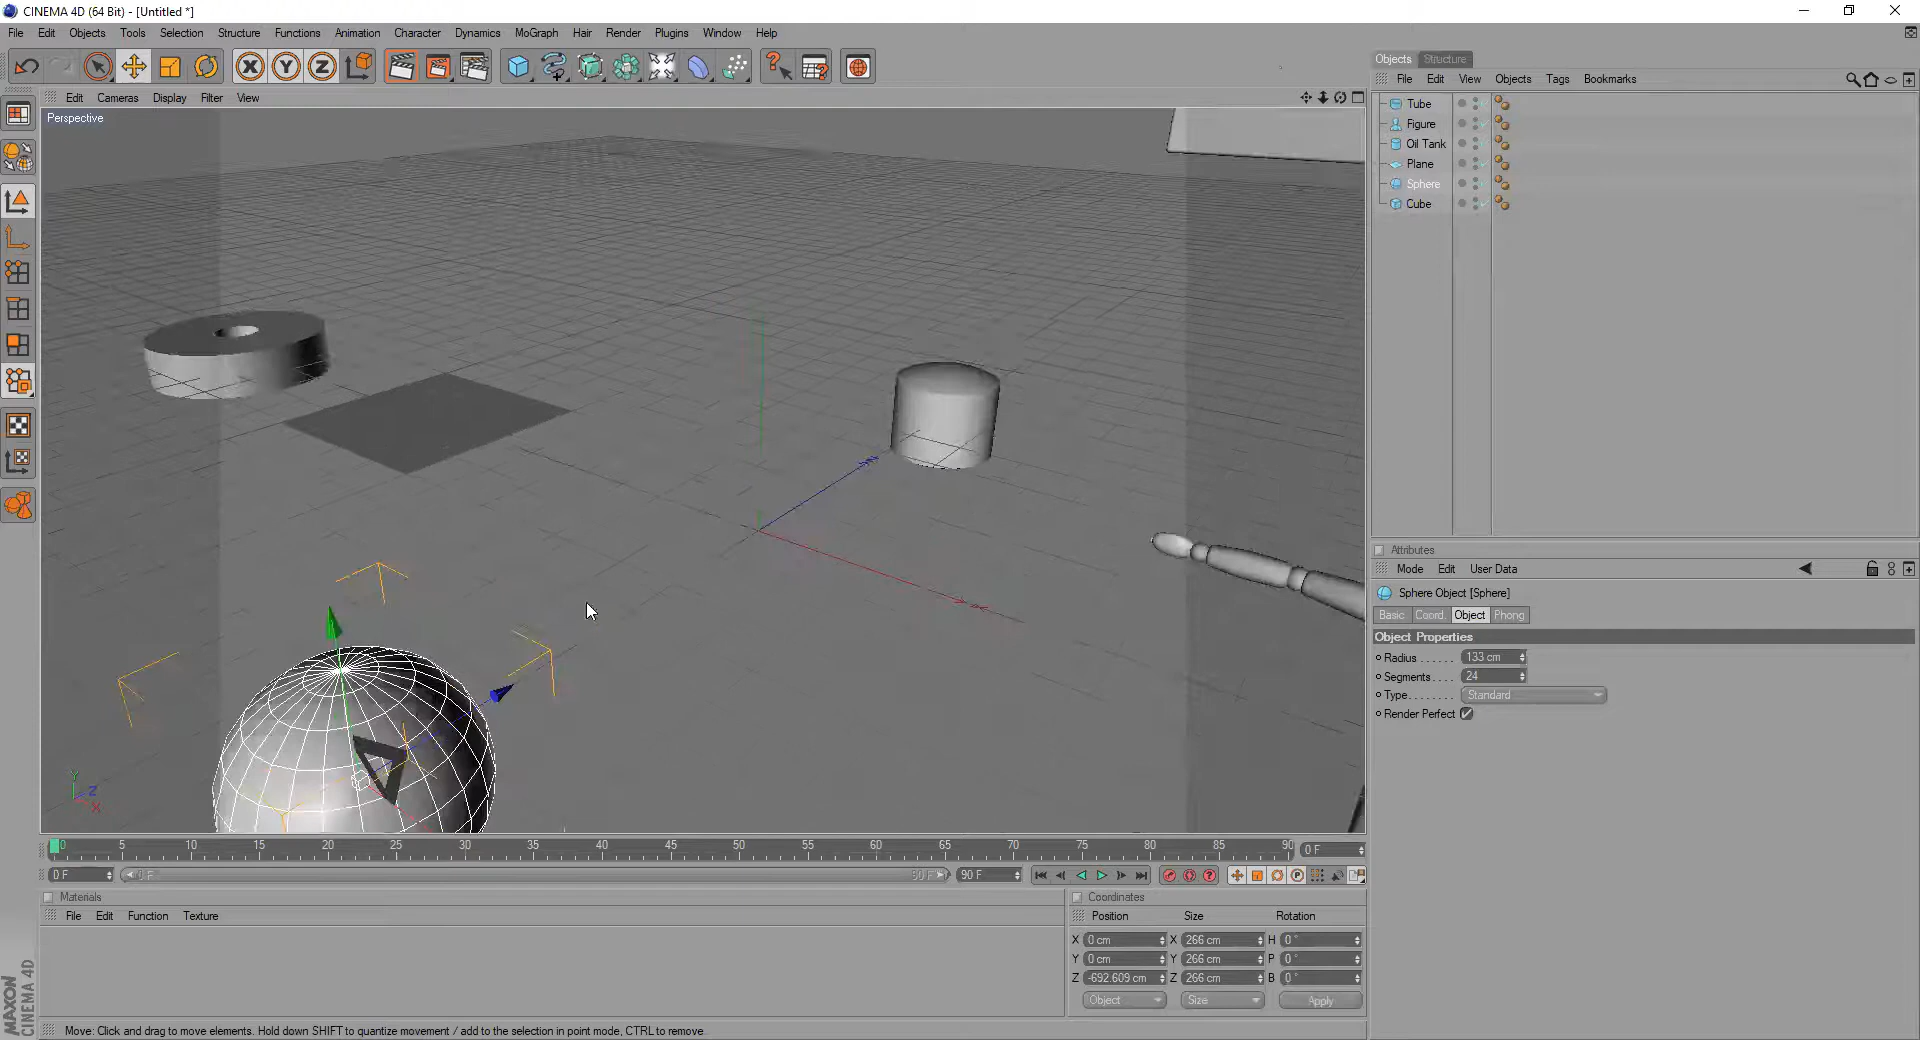 CINEMA 4D (64 Bit) - [Untitled *]
File Edit Objects Tools Selection Structure Functions Animation Character Dynamics MoGraph Hair Render Plugins Window Help
Objects Structure
File Edit View Objects Tags Bookmarks
Edit Cameras Display Filter View
Perspective
Tube
Figure
Oil Tank
Plane
Sphere
Cube
Attributes
Mode Edit User Data
Sphere Object [Sphere]
Basic Coord. Object Phong
Object Properties
Radius . . . . . . 133 cm
Segments . . . . 24
Type . . . . . . . . Standard
Render Perfect
Y
Z
X
0 5 10 15 20 25 30 35 40 45 50 55 60 65 70 75 80 85 90 0 F
0 F 0 F 90 F 90 F
Materials
File Edit Function Texture
Coordinates
Position Size Rotation
X 0 cm X 266 cm H 0 °
Y 0 cm Y 266 cm P 0 °
Z -692.609 cm Z 266 cm B 0 °
Object Size Apply
MAXON
CINEMA 4D
Move: Click and drag to move elements. Hold down SHIFT to quantize movement / add to the selection in point mode, CTRL to remove.